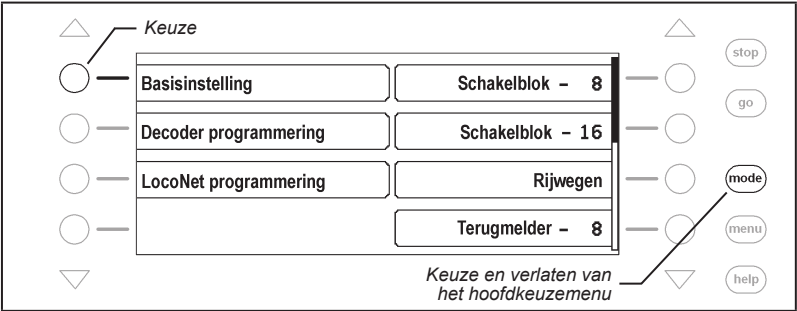 Keuze
stop
Basisinstelling
Schakelblok – 8
go
Decoder programmering
Schakelblok – 16
LocoNet programmering
Rijwegen
mode
Terugmelder – 8
menu
Keuze en verlaten van
het hoofdkeuzemenu
help